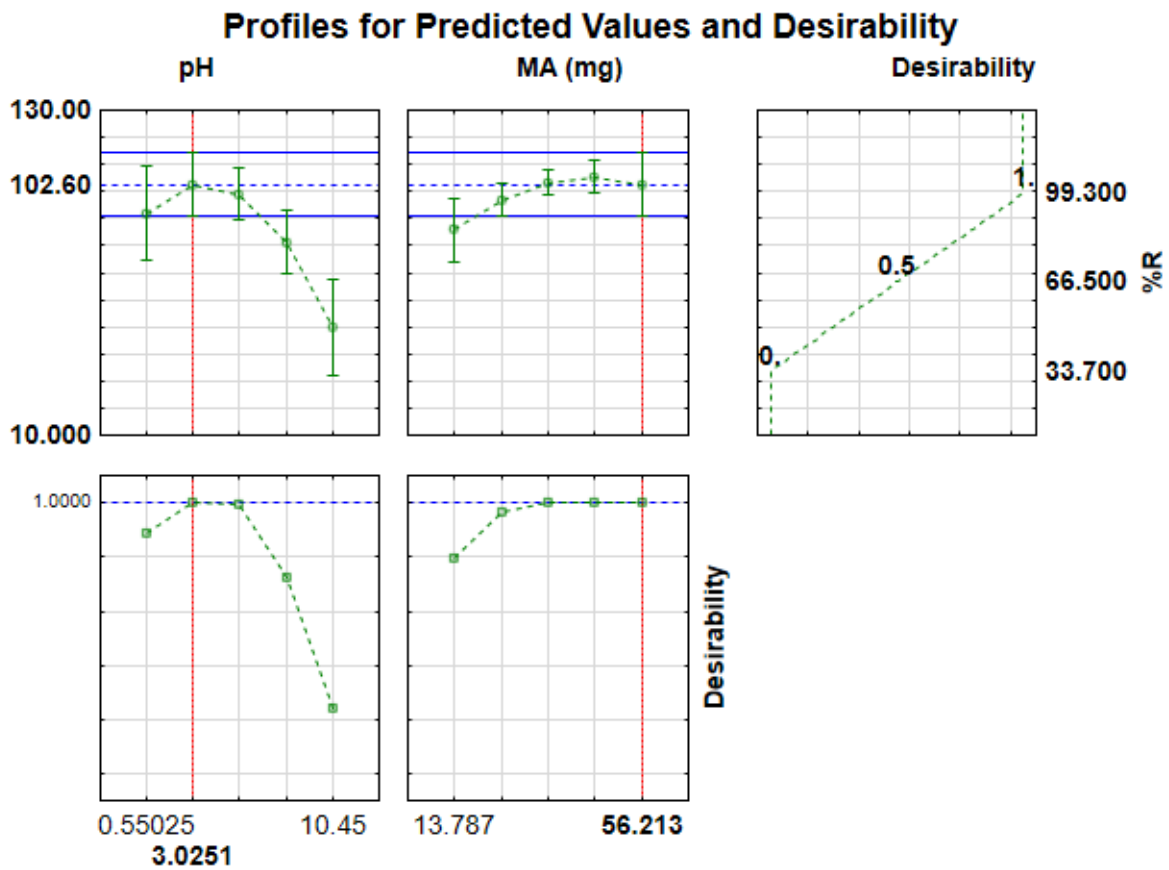 Profiles for Predicted Values and Desirability
pH
MA (mg)
Desirability
130.00
102.60
10.000
1.
0.5
0.
99.300
66.500
33.700
%R
1.0000
Desirability
0.55025
3.0251
10.45
13.787
56.213